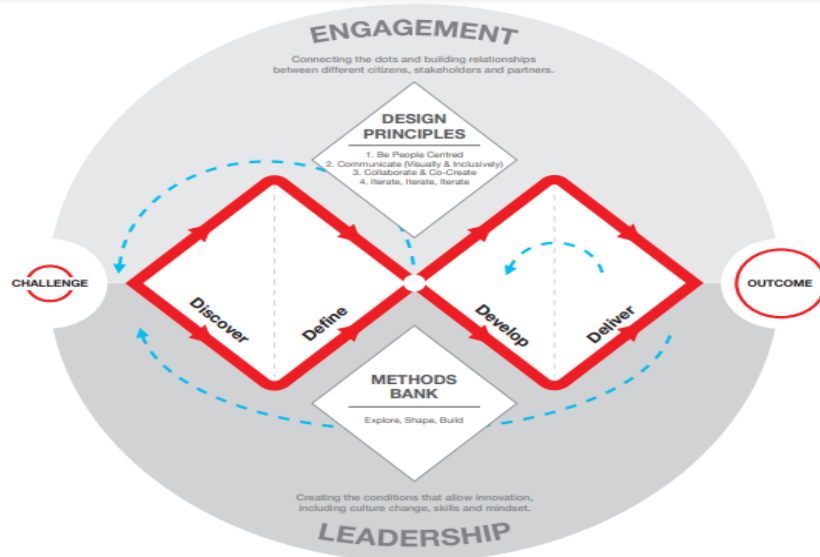 ENGAGEMENT
Connecting the dots and building relationships
between different citizens, stakeholders and partners.
DESIGN
PRINCIPLES
1. Be People Centred
2. Communicate (Visually & Inclusively)
3. Collaborate & Co-Create
4. Iterate, Iterate, Iterate
CHALLENGE
Discover
Define
Develop
Deliver
OUTCOME
METHODS
BANK
Explore, Shape, Build
Creating the conditions that allow innovation,
including culture change, skills and mindset.
LEADERSHIP